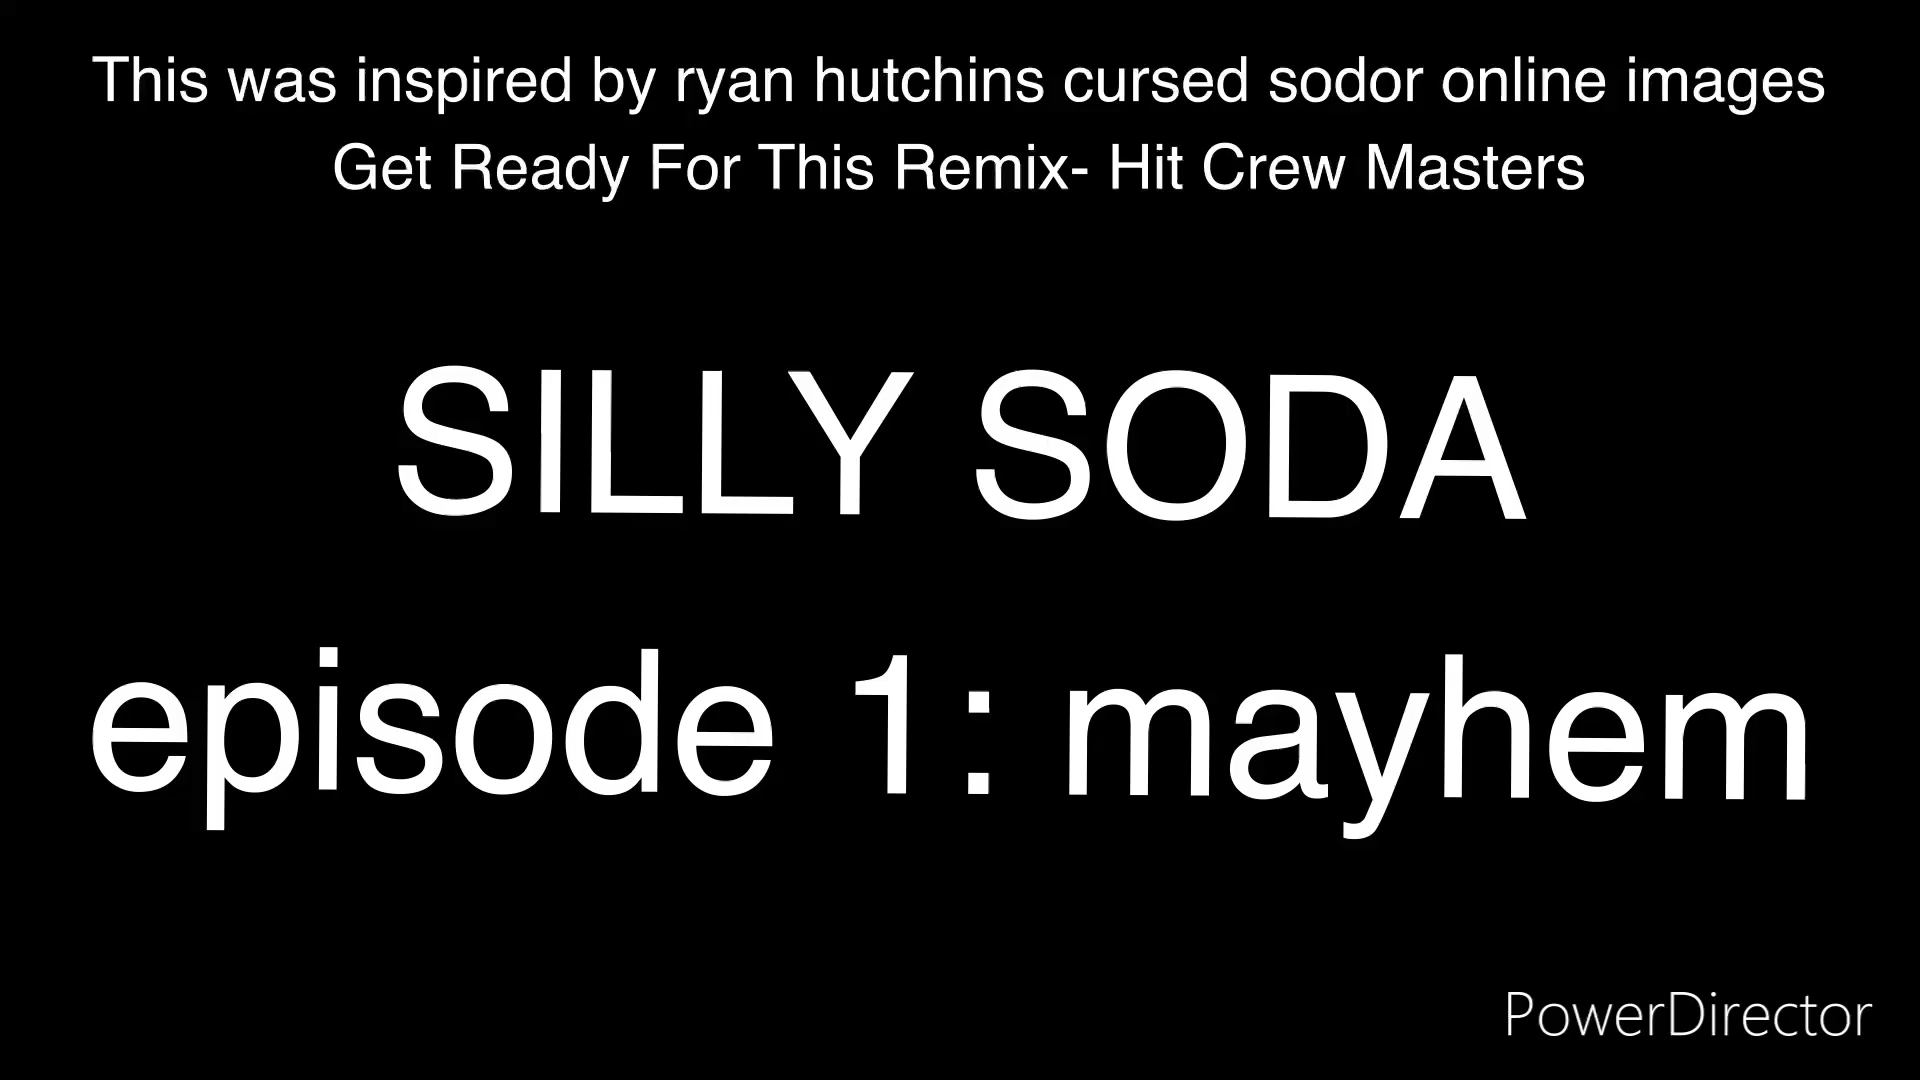 This was inspired by ryan hutchins cursed sodor online images
Get Ready For This Remix- Hit Crew Masters
SILLY SODA
episode 1: mayhem
PowerDirector